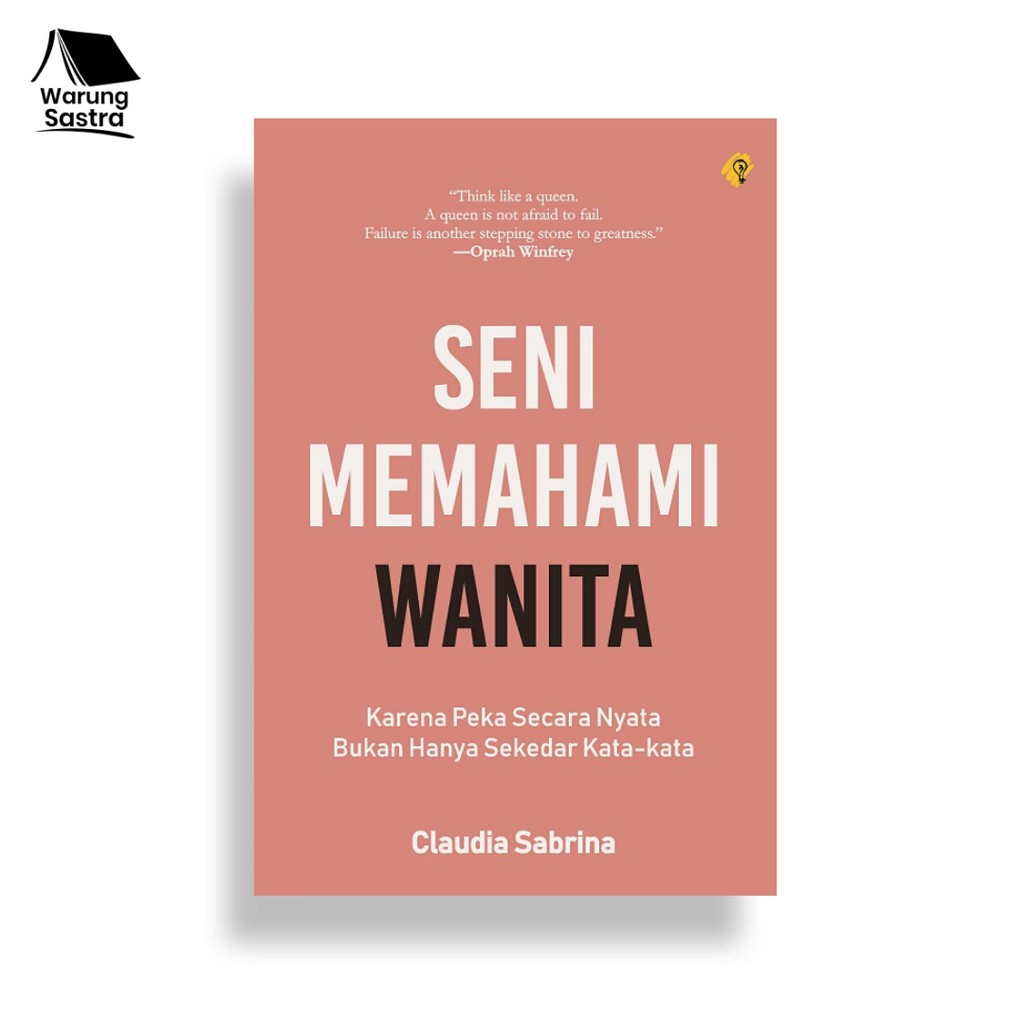 Warung
Sastra
“Think like a queen.
A queen is not afraid to fail.
Failure is another stepping stone to greatness.”
—Oprah Winfrey
SENI
MEMAHAMI
WANITA
Karena Peka Secara Nyata
Bukan Hanya Sekedar Kata-kata
Claudia Sabrina